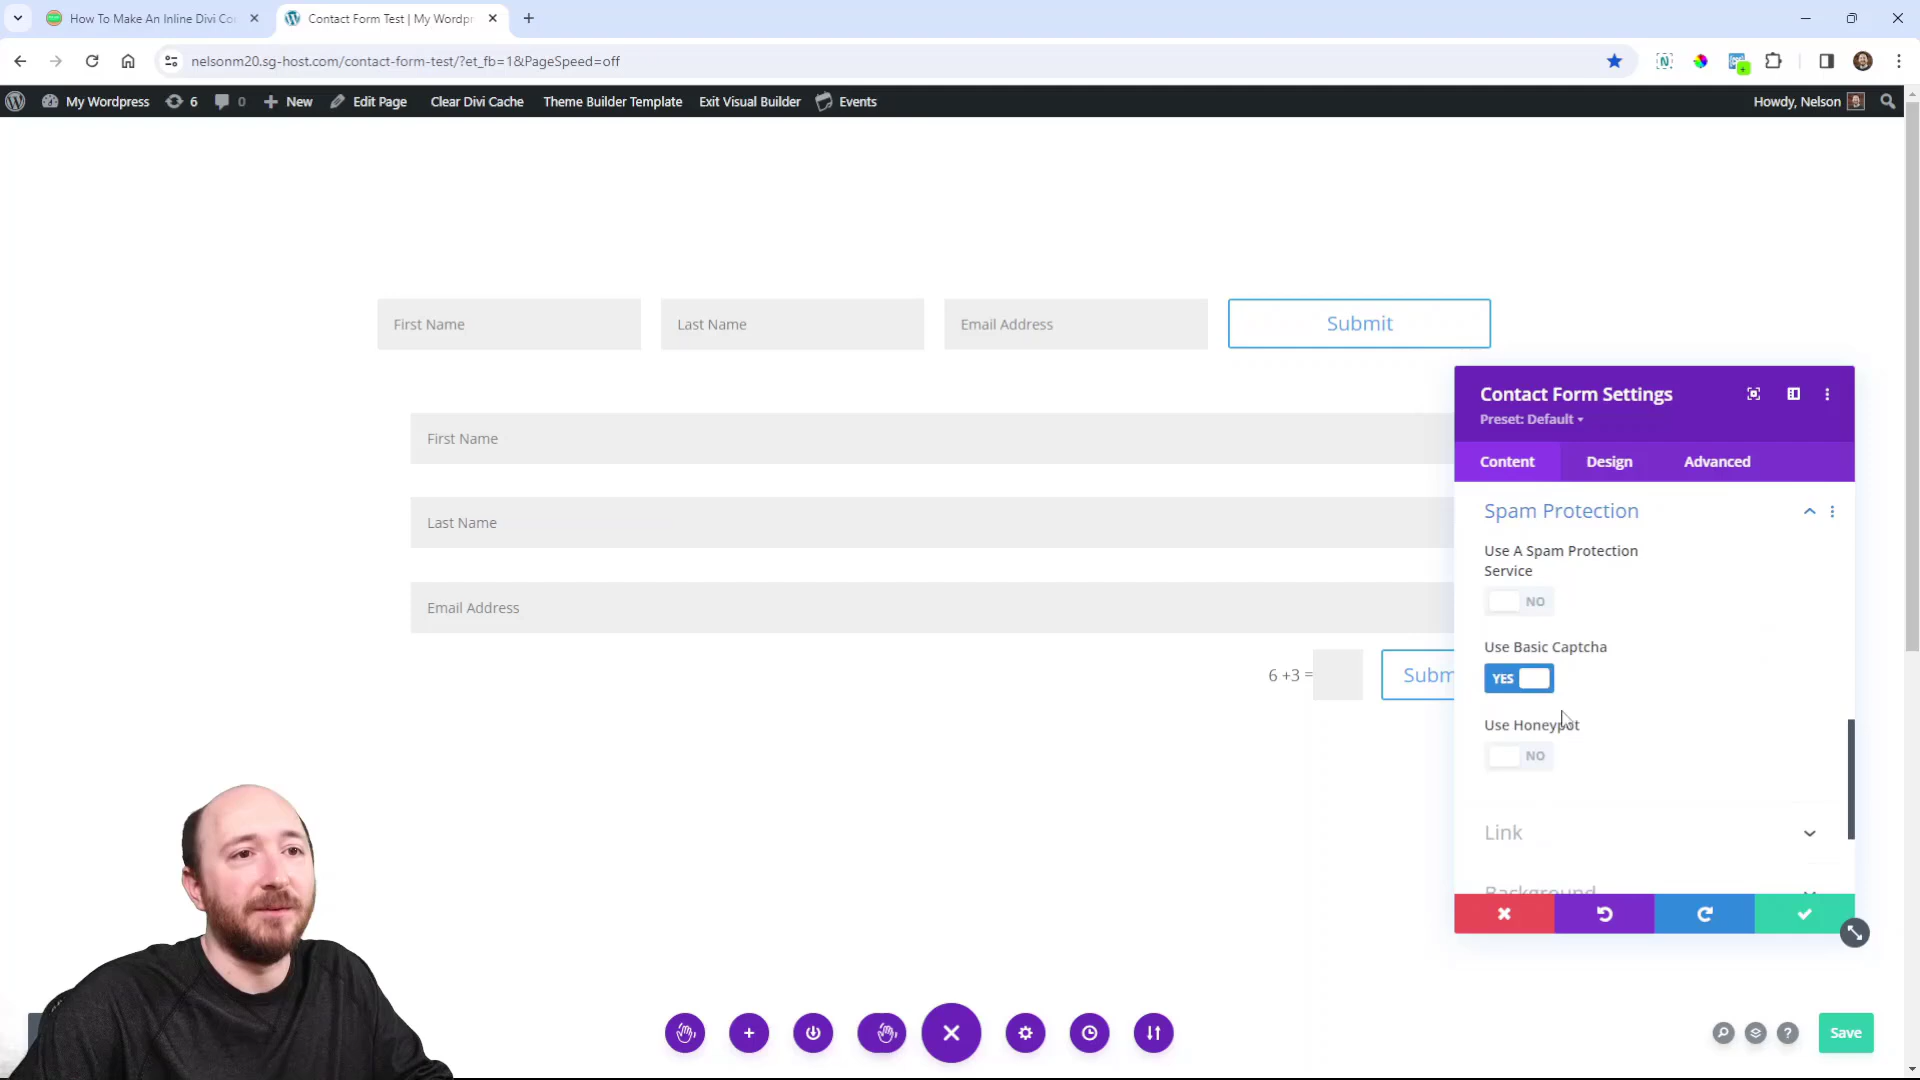 How To Make An Inline Divi Co
Contact Form Test | My Wordpr
nelsonm20.sg-host.com/contact-form-test/?et_fb=1&PageSpeed=off
My Wordpress 6 0 New Edit Page Clear Divi Cache Theme Builder Template Exit Visual Builder Events Howdy, Nelson
First Name Last Name Email Address Submit
First Name
Last Name
Email Address
6 +3 = Subm
Contact Form Settings
Preset: Default
Content Design Advanced
Spam Protection
Use A Spam Protection
Service
NO
Use Basic Captcha
YES
Use Honeypot
NO
Link
Background
Save